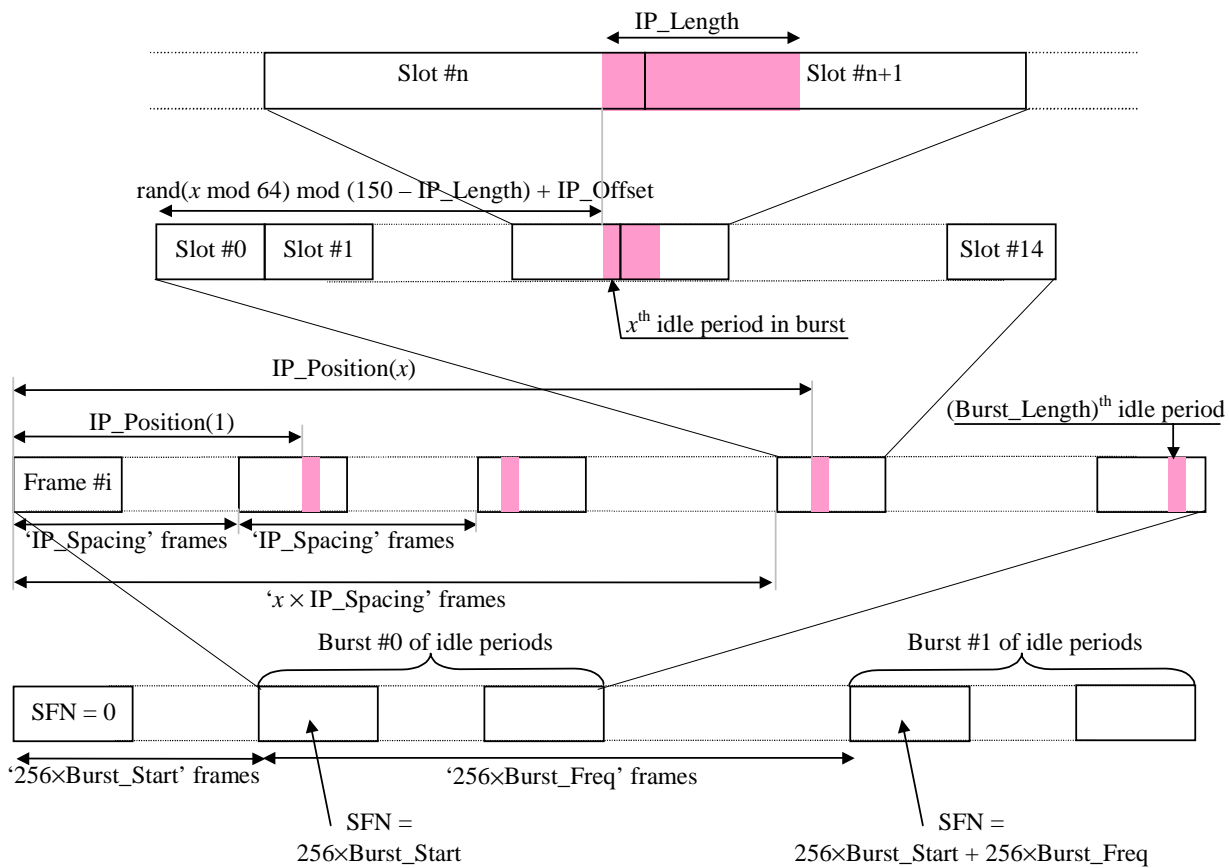 IP_Length
Slot #n
Slot #n+1
rand(x mod 64) mod (150 – IP_Length) + IP_Offset
Slot #0
Slot #1
Slot #14
xth idle period in burst
IP_Position(x)
IP_Position(1)
(Burst_Length)th idle period
Frame #i
‘IP_Spacing’ frames
‘IP_Spacing’ frames
‘x × IP_Spacing’ frames
Burst #0 of idle periods
Burst #1 of idle periods
SFN = 0
‘256×Burst_Start’ frames
‘256×Burst_Freq’ frames
SFN =
256×Burst_Start
SFN =
256×Burst_Start + 256×Burst_Freq